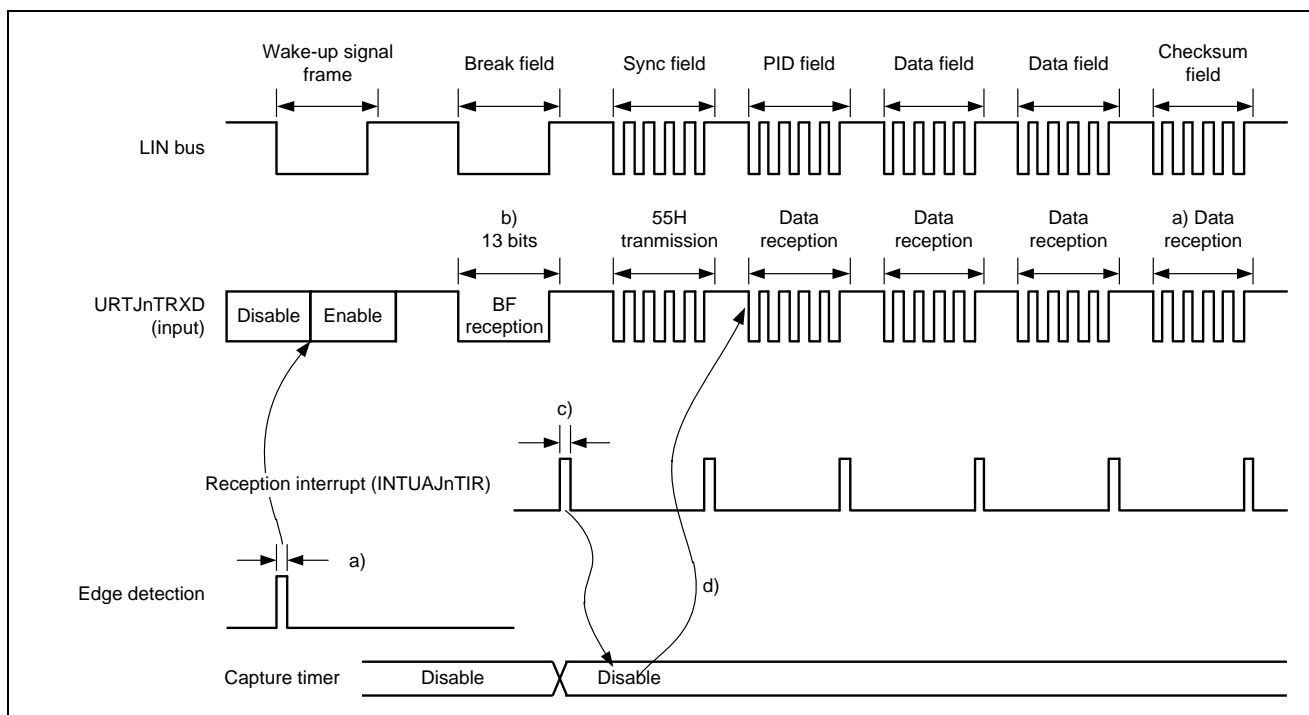 Wake-up signal
frame
Break field
Sync field
PID field
Data field
Data field
Checksum
field
LIN bus
b)
13 bits
55H
tranmission
Data
reception
Data
reception
Data
reception
a) Data
reception
URTJnTRXD
(input)
Disable
Enable
BF
reception
c)
Reception interrupt (INTUAJnTIR)
a)
d)
Edge detection
Capture timer
Disable
Disable